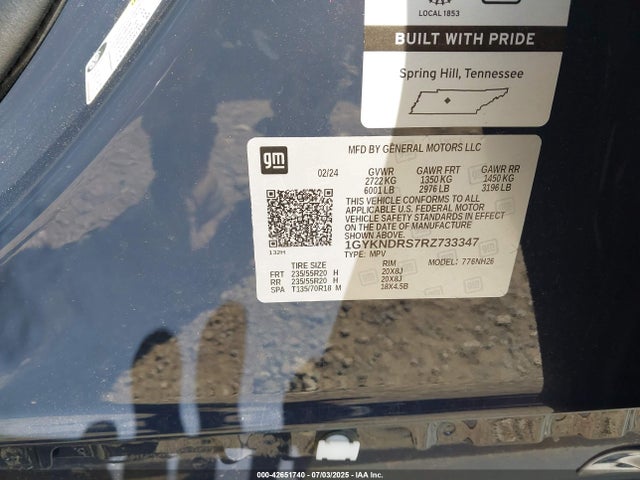 LOCAL 1853
BUILT WITH PRIDE
Spring Hill, Tennessee
gm
MFD BY GENERAL MOTORS LLC
02/24 GVWR GAWR FRT GAWR RR
2722 KG 1350 KG 1450 KG
6001 LB 2976 LB 3196 LB
THIS VEHICLE CONFORMS TO ALL
APPLICABLE U.S. FEDERAL MOTOR
VEHICLE SAFETY STANDARDS IN EFFECT
ON THE DATE OF MANUFACTURE
SHOWN ABOVE.
1GYKNDRS7RZ733347
132H
TYPE: MPV MODEL: 776NH26
TIRE SIZE RIM
FRT 235/55R20 H 20X8J
RR 235/55R20 H 20X8J
SPA T135/70R18 M 18X4.5B
000-42651740 - 07/03/2025 - IAA Inc.